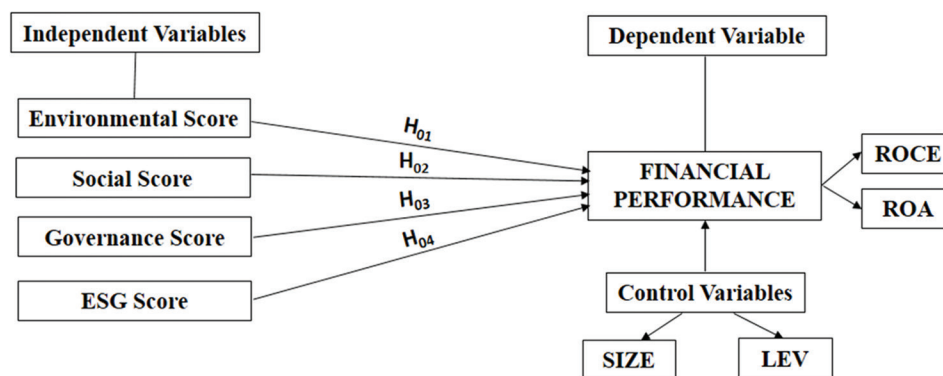 Independent Variables
Dependent Variable
Environmental Score
Social Score
Governance Score
ESG Score
H01
H02
H03
H04
FINANCIAL
PERFORMANCE
ROCE
ROA
Control Variables
SIZE
LEV